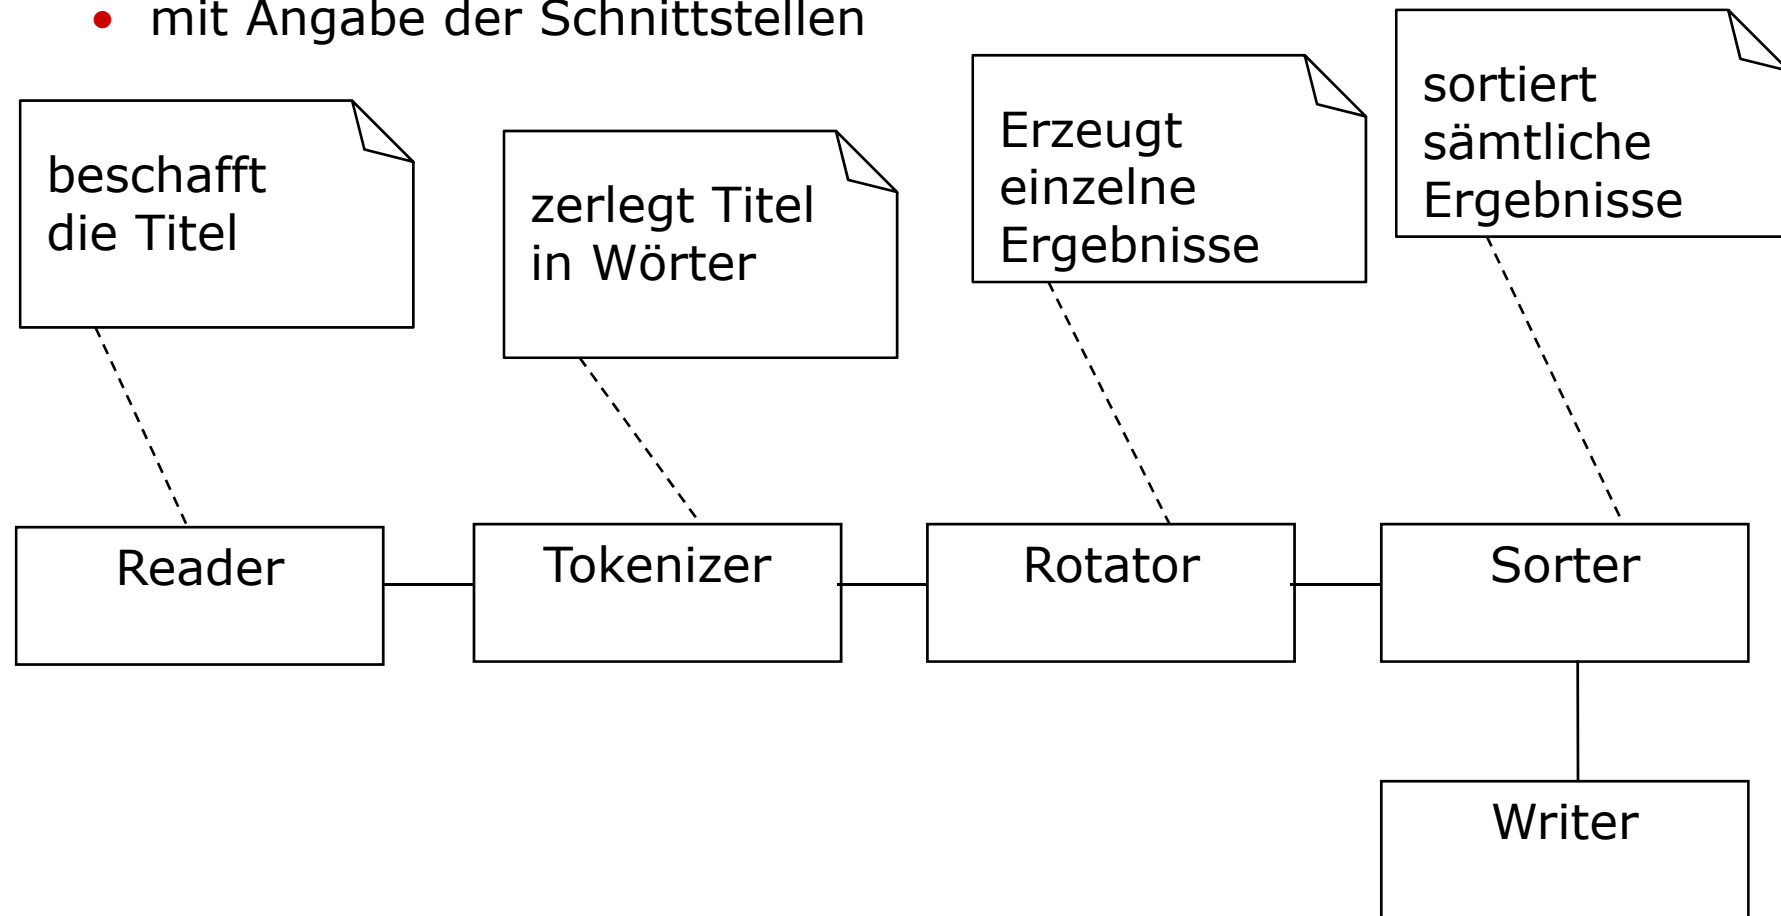 • mit Angabe der Schnittstellen
beschafft
die Titel
zerlegt Titel
in Wörter
Erzeugt
einzelne
Ergebnisse
sortiert
sämtliche
Ergebnisse
Reader
Tokenizer
Rotator
Sorter
Writer